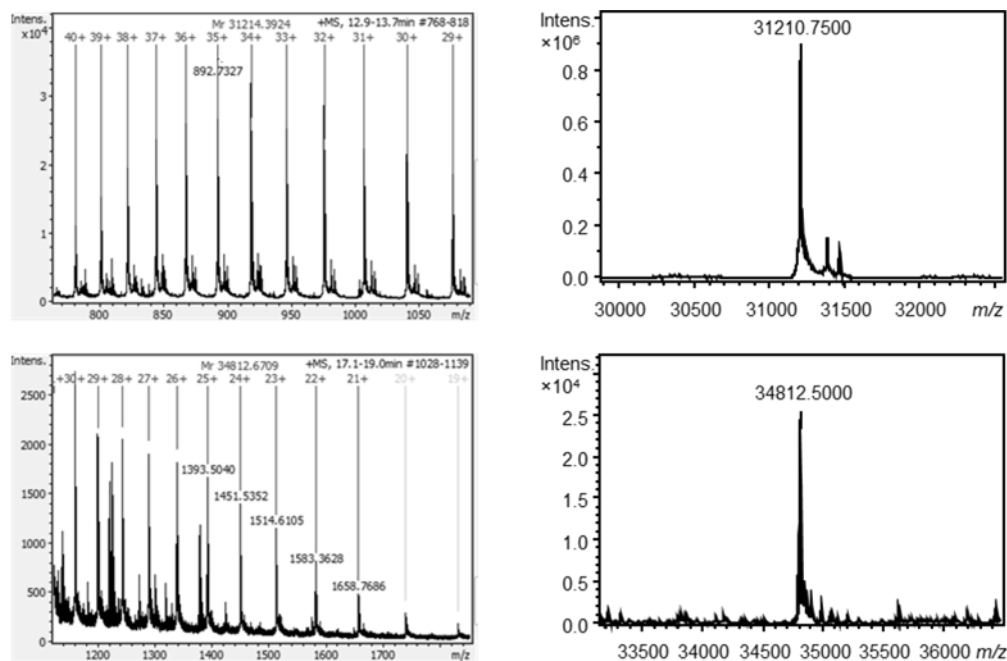 Intens.
x10⁴
Mr 31214.3924
+MS, 12.9-13.7min #768-818
40+ 39+ 38+ 37+ 36+ 35+ 34+ 33+ 32+ 31+ 30+ 29+
892.7327
3
2
1
0
800 850 900 950 1000 1050 m/z
Intens.
×10⁶
31210.7500
0.8
0.6
0.4
0.2
0.0
30000 30500 31000 31500 32000 m/z
Intens.
Mr 34812.6709
+MS, 17.1-19.0min #1028-1139
+30+ 29+ 28+ 27+ 26+ 25+ 24+ 23+ 22+ 21+ 20+ 19+
2500
2000
1500
1000
500
0
1393.5040
1451.5352
1514.6105
1583.3628
1658.7686
1200 1300 1400 1500 1600 1700 m/z
Intens.
×10⁴
34812.5000
2.5
2.0
1.5
1.0
0.5
0.0
33500 34000 34500 35000 35500 36000 m/z